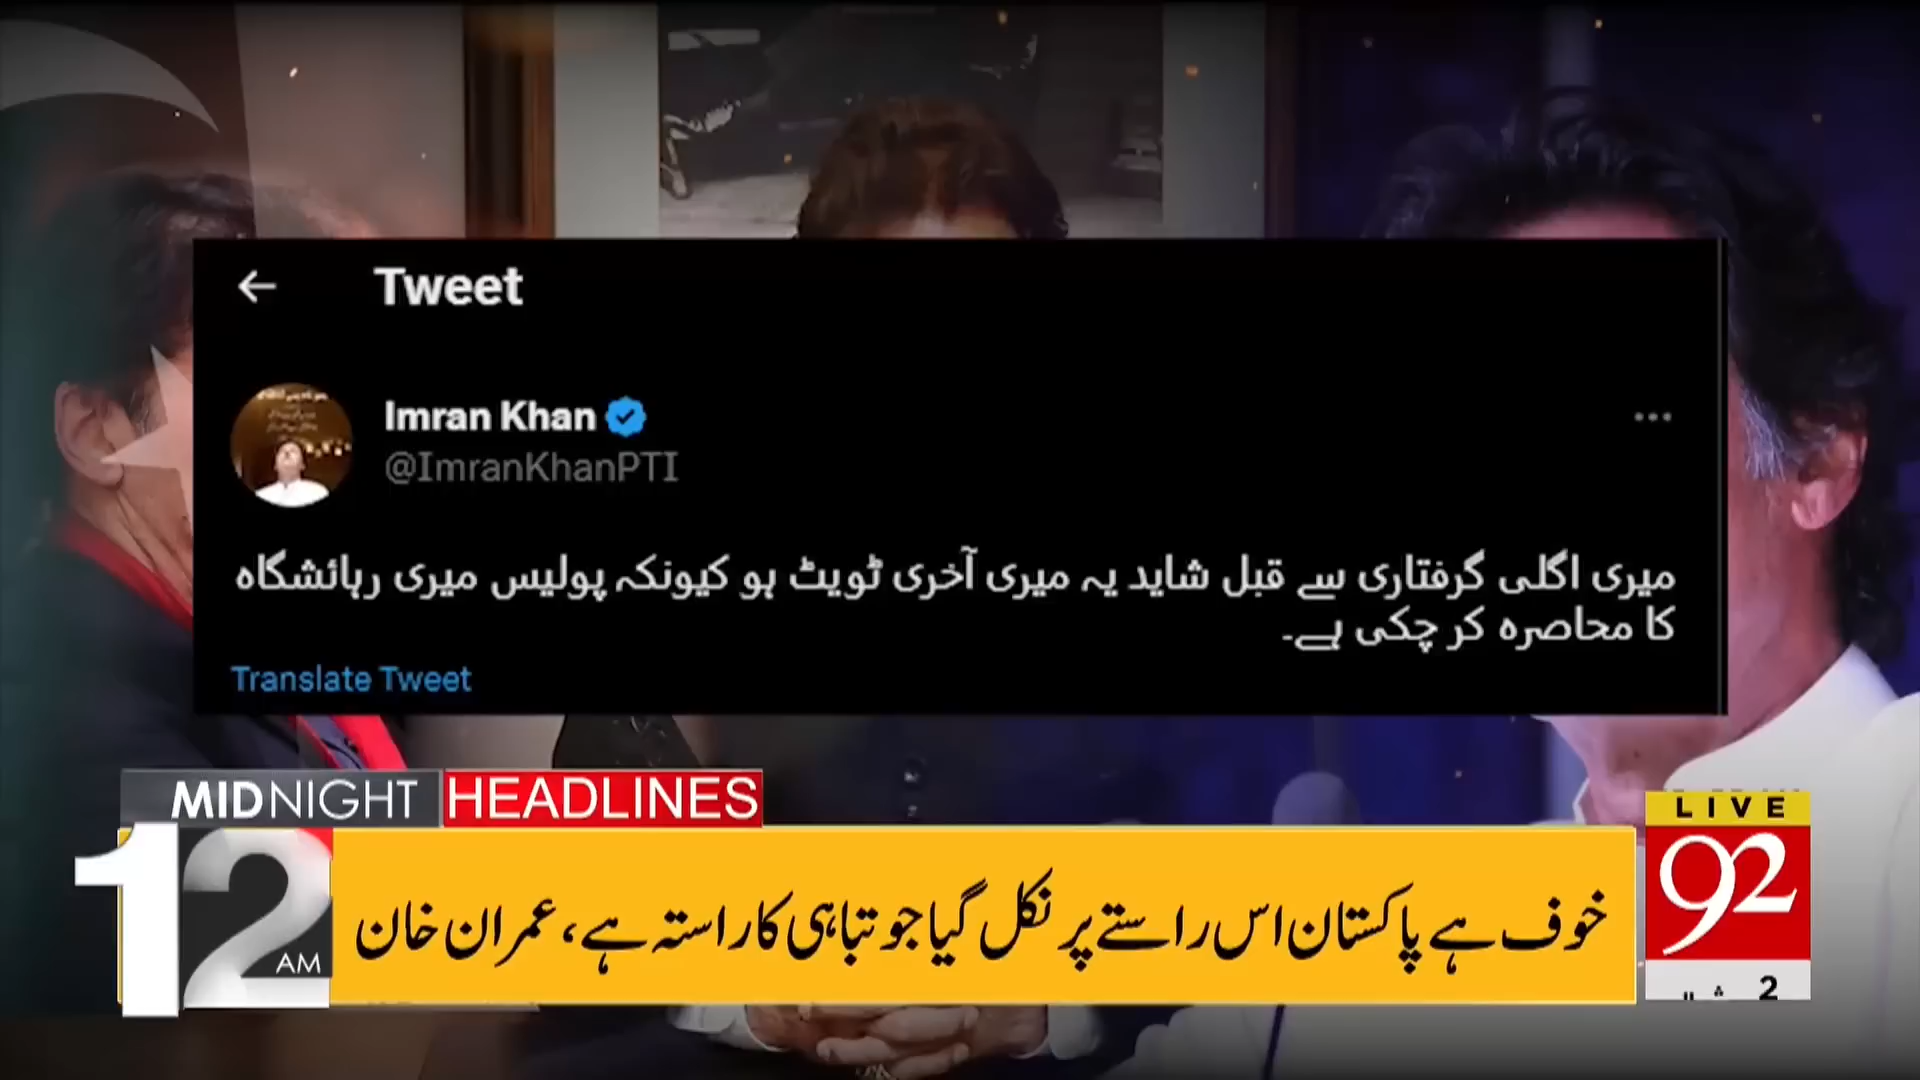 Tweet
Imran Khan
@ImranKhanPTI
میری اگلی گرفتاری سے قبل شاید یہ میری آخری ٹویٹ ہو کیونکہ پولیس میری رہائشگاہ
کا محاصرہ کر چکی ہے۔
Translate Tweet
MIDNIGHT HEADLINES
12 AM
خوف ہے پاکستان اس راستے پر نکل گیا جو تباہی کا راستہ ہے، عمران خان
LIVE
92
2